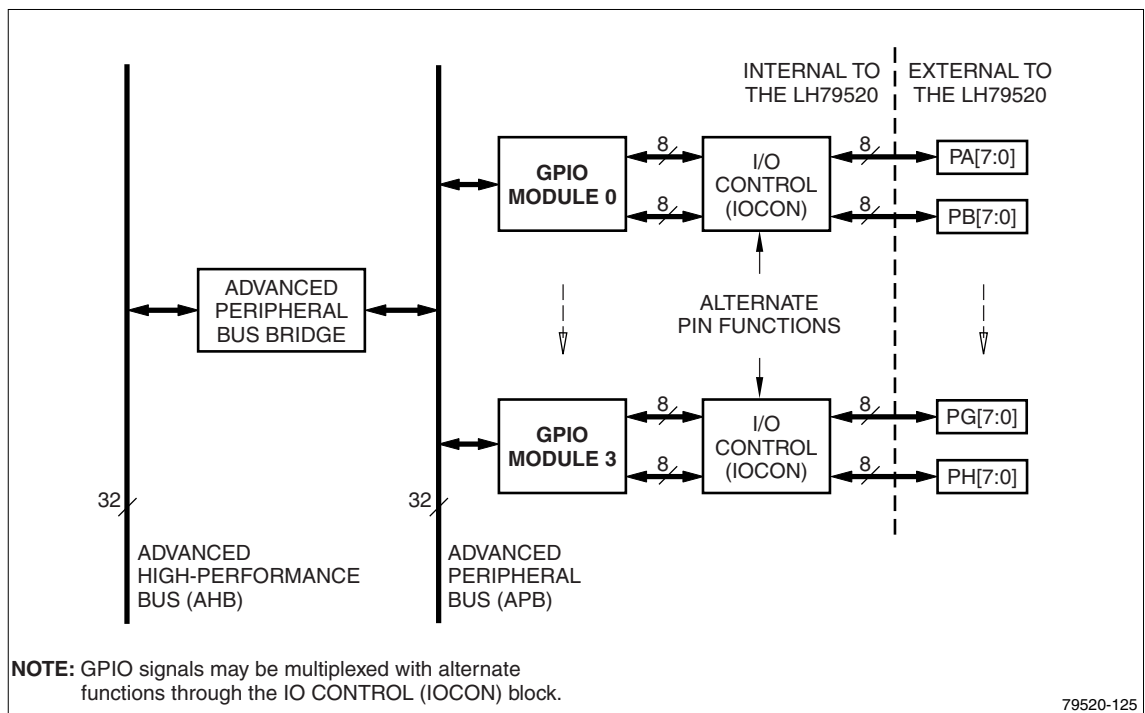 INTERNAL TO
THE LH79520
EXTERNAL TO
THE LH79520
GPIO
MODULE 0
8
8
I/O
CONTROL
(IOCON)
8
8
PA[7:0]
PB[7:0]
ADVANCED
PERIPHERAL
BUS BRIDGE
ALTERNATE
PIN FUNCTIONS
GPIO
MODULE 3
8
8
I/O
CONTROL
(IOCON)
8
8
PG[7:0]
PH[7:0]
32
32
ADVANCED
HIGH-PERFORMANCE
BUS (AHB)
ADVANCED
PERIPHERAL
BUS (APB)
NOTE: GPIO signals may be multiplexed with alternate
functions through the IO CONTROL (IOCON) block.
79520-125